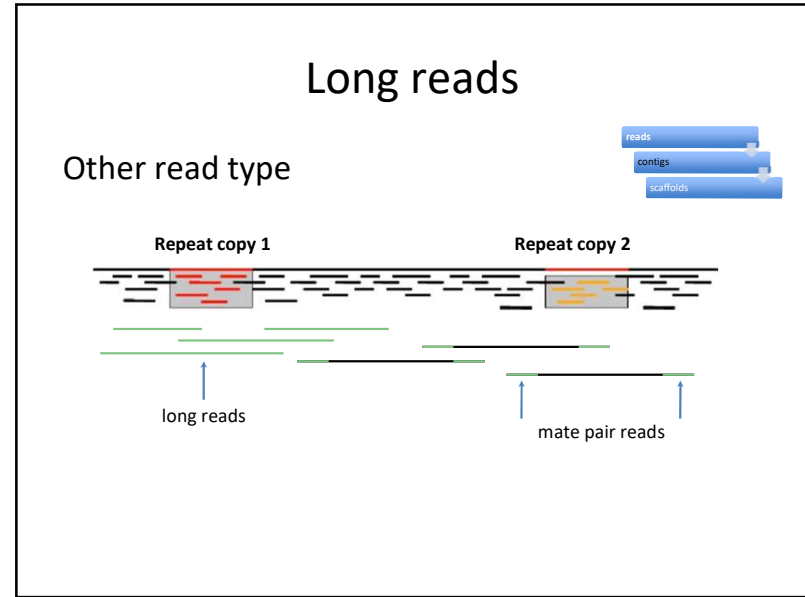 Long reads
reads
contigs
scaffolds
Other read type
Repeat copy 1
Repeat copy 2
long reads
mate pair reads